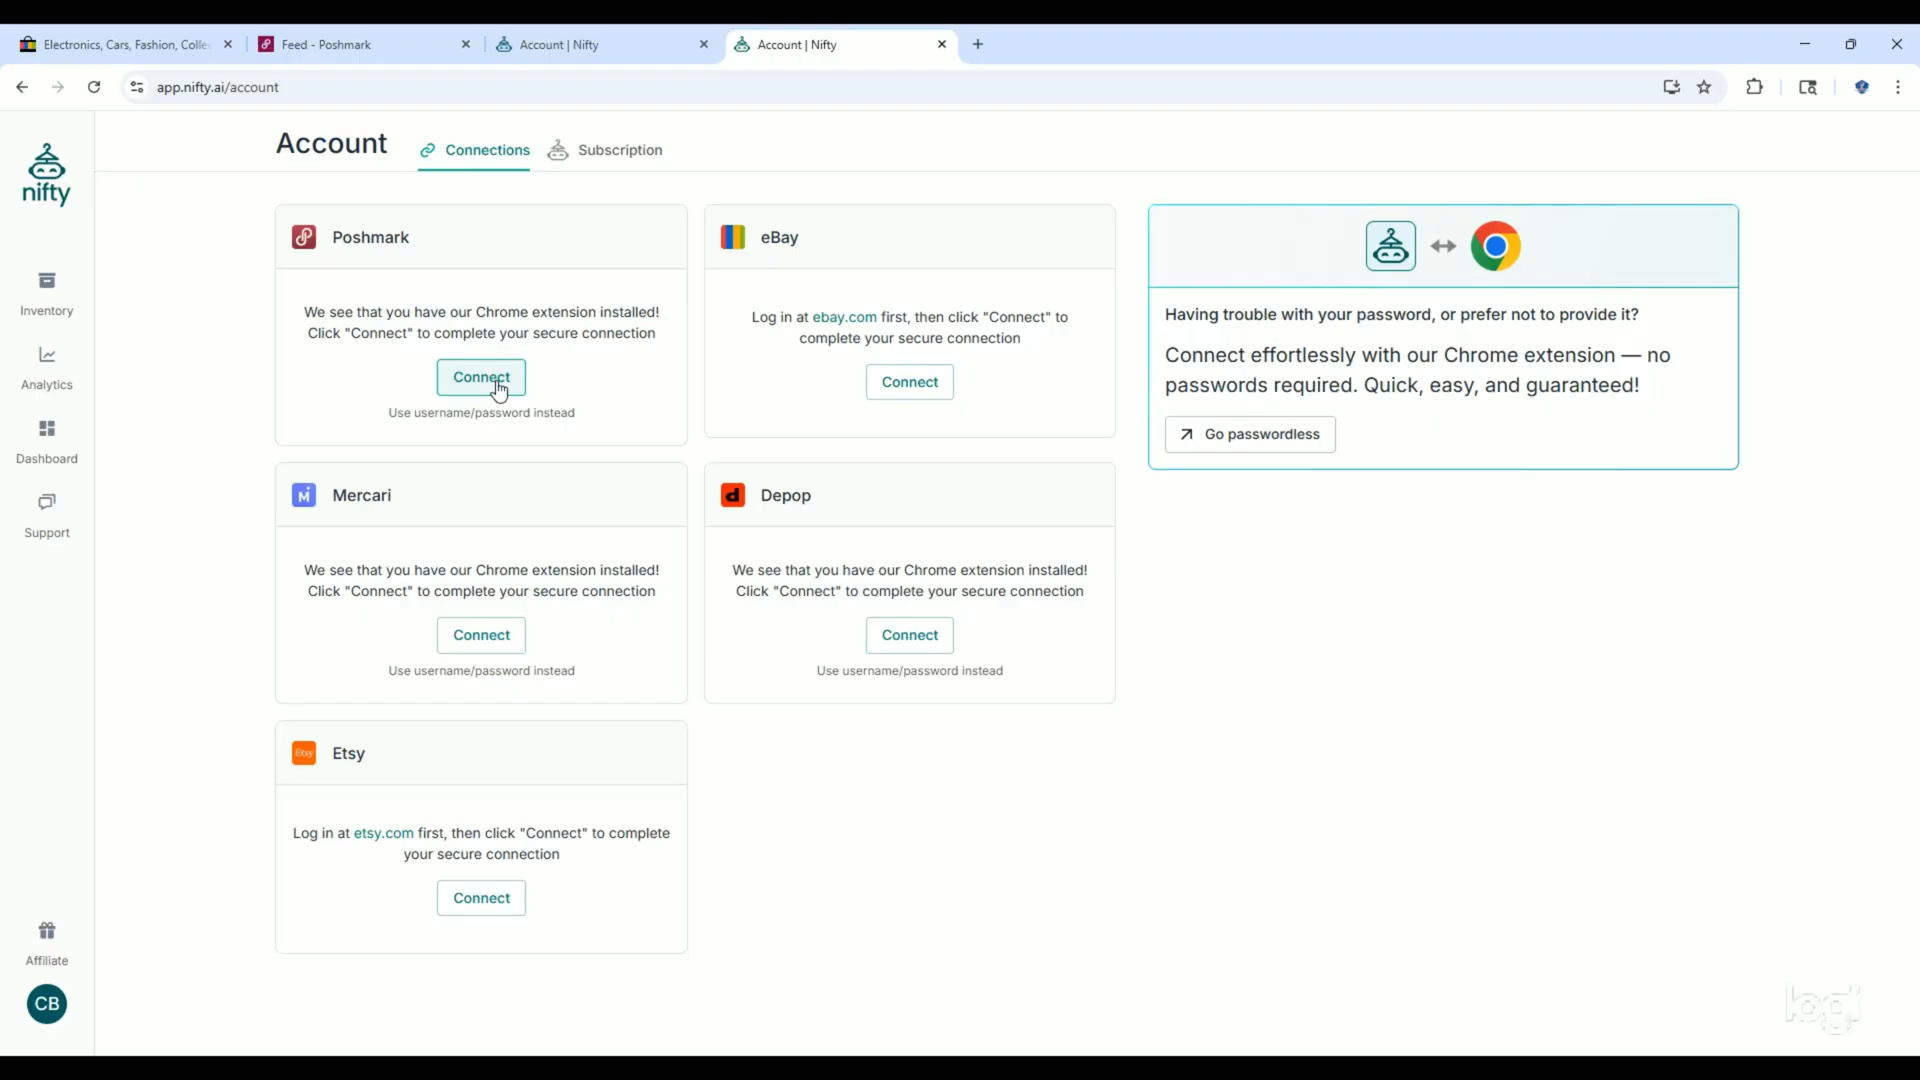 Electronics, Cars, Fashion, Colle
Feed - Poshmark
Account | Nifty
Account | Nifty
app.nifty.ai/account
nifty
Inventory
Analytics
Dashboard
Support
Affiliate
CB
Account
Connections
Subscription
Poshmark
We see that you have our Chrome extension installed!
Click "Connect" to complete your secure connection
Connect
Use username/password instead
eBay
Log in at ebay.com first, then click "Connect" to
complete your secure connection
Connect
Having trouble with your password, or prefer not to provide it?
Connect effortlessly with our Chrome extension — no
passwords required. Quick, easy, and guaranteed!
Go passwordless
Mercari
We see that you have our Chrome extension installed!
Click "Connect" to complete your secure connection
Connect
Use username/password instead
Depop
We see that you have our Chrome extension installed!
Click "Connect" to complete your secure connection
Connect
Use username/password instead
Etsy
Etsy
Log in at etsy.com first, then click "Connect" to complete
your secure connection
Connect
logi